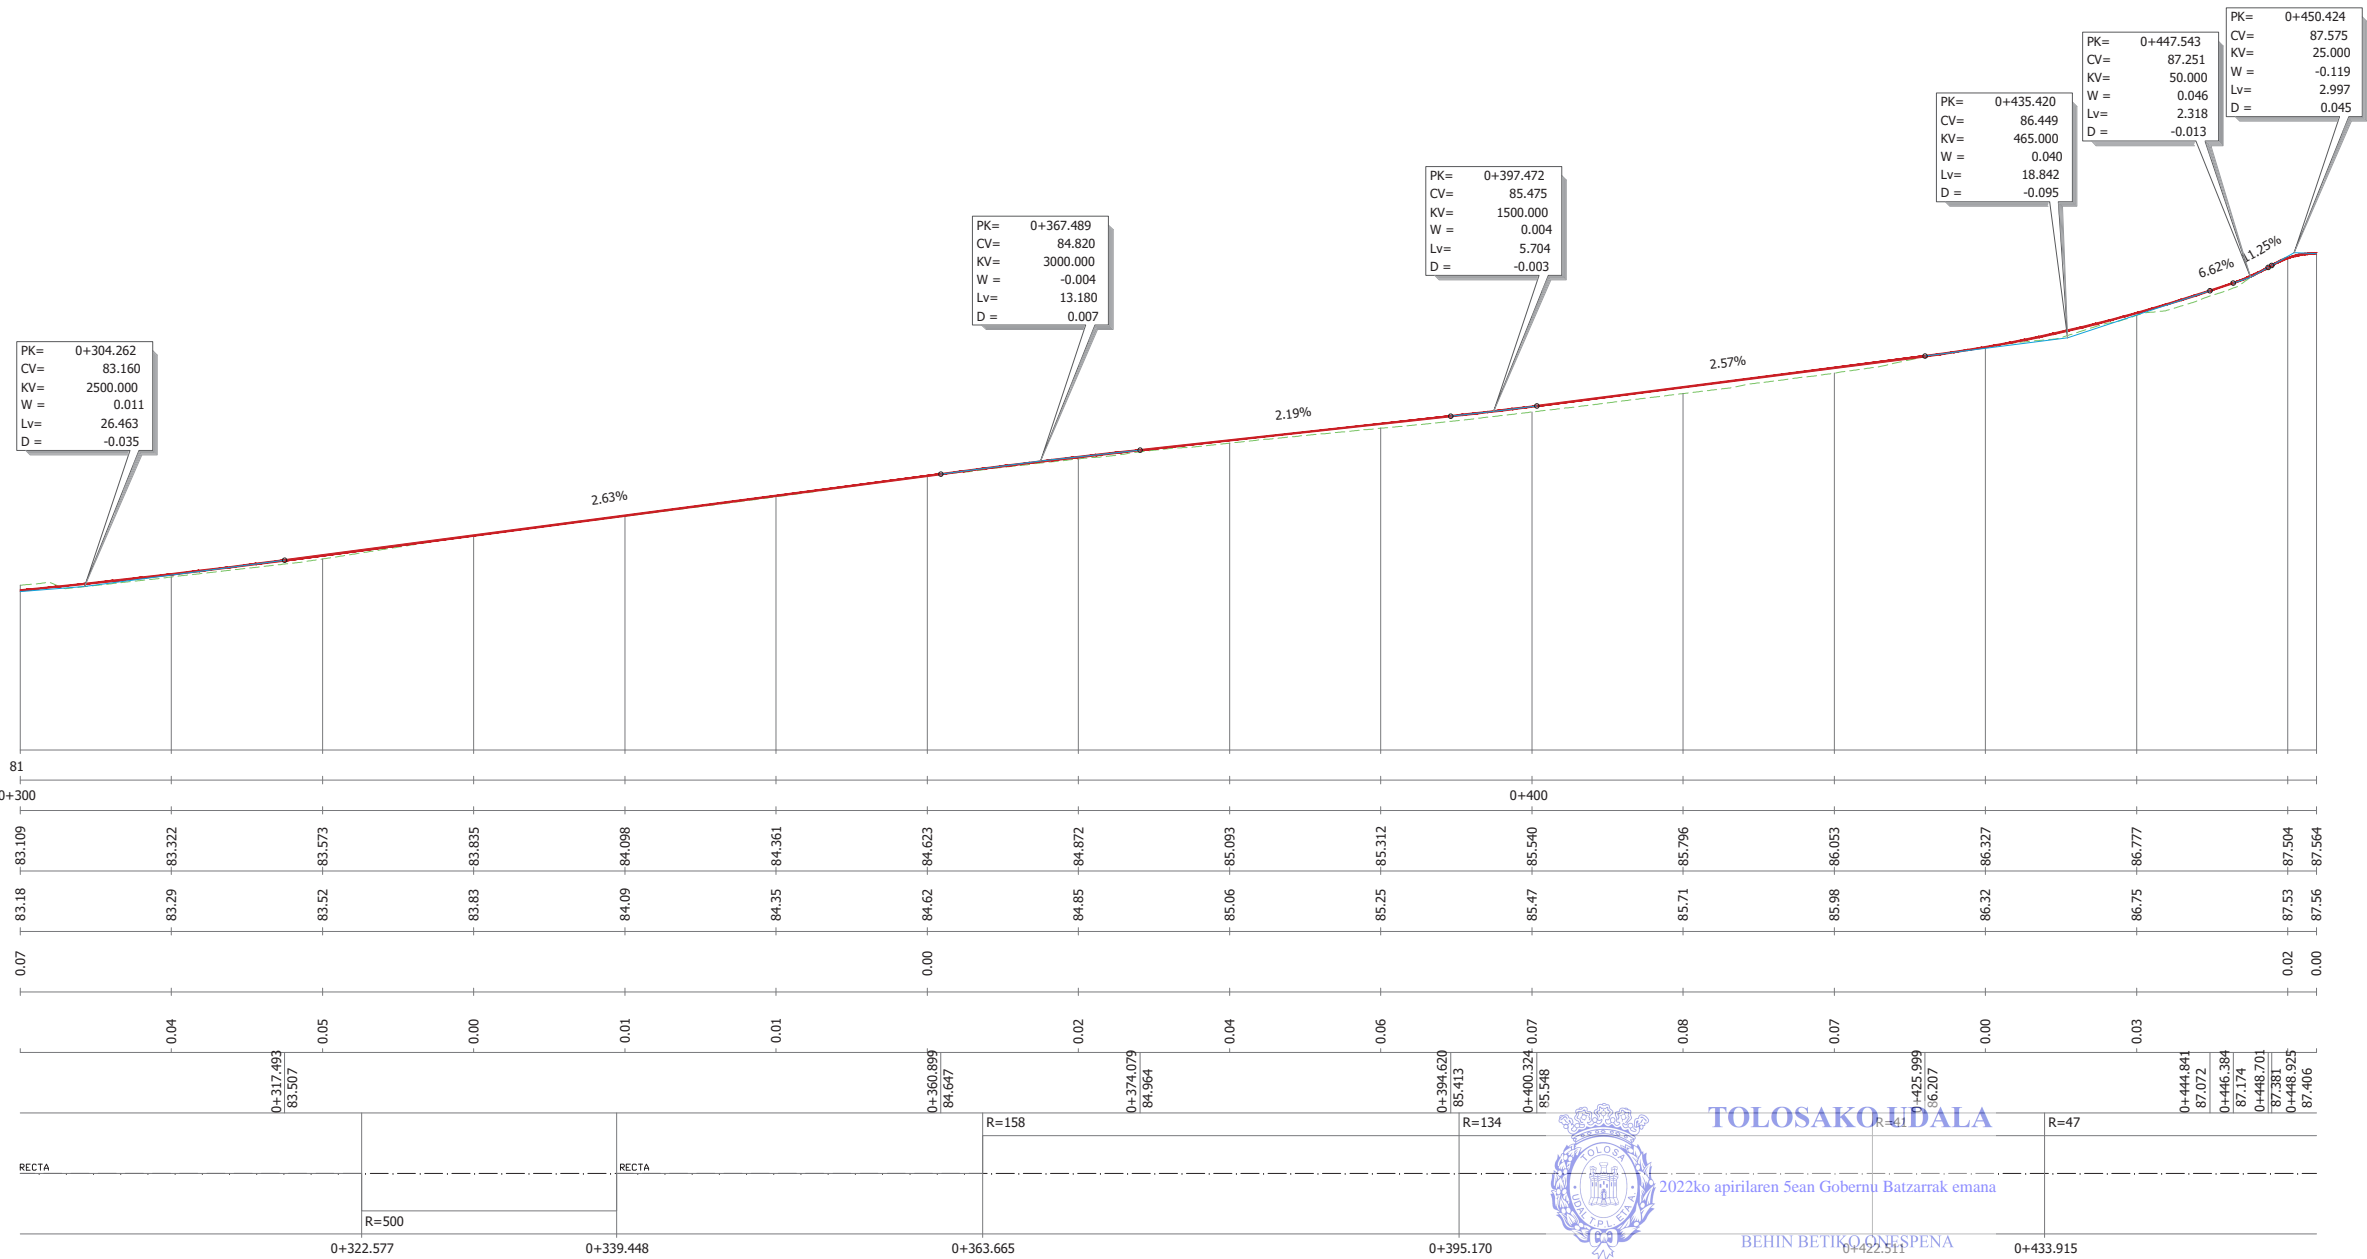 PK= 0+450.424
CV= 87.575
KV= 25.000
W = -0.119
Lv= 2.997
D = 0.045
PK= 0+447.543
CV= 87.251
KV= 50.000
W = 0.046
Lv= 2.318
D = -0.013
PK= 0+435.420
CV= 86.449
KV= 465.000
W = 0.040
Lv= 18.842
D = -0.095
PK= 0+397.472
CV= 85.475
KV= 1500.000
W = 0.004
Lv= 5.704
D = -0.003
PK= 0+367.489
CV= 84.820
KV= 3000.000
W = -0.004
Lv= 13.180
D = 0.007
PK= 0+304.262
CV= 83.160
KV= 2500.000
W = 0.011
Lv= 26.463
D = -0.035
2.63%
2.19%
2.57%
6.62%
11.25%
81
0+300
0+400
83.109 83.322 83.573 83.835 84.098 84.361 84.623 84.872 85.093 85.312 85.540 85.796 86.053 86.327 86.777 87.504 87.564
83.18 83.29 83.52 83.83 84.09 84.35 84.62 84.85 85.06 85.25 85.47 85.71 85.98 86.32 86.75 87.53 87.56
0.07 0.00 0.02 0.00
0.04 0.05 0.00 0.01 0.01 0.02 0.04 0.06 0.07 0.08 0.07 0.00 0.03
0+317.493
83.507
0+360.899
84.647
0+374.079
84.964
0+394.620
85.413
0+400.324
85.548
0+425.999
86.207
0+444.841
87.072
0+446.384
87.174
0+448.701
87.381
0+448.925
87.406
R=158
R=134
R=41
R=47
RECTA
RECTA
R=500
TOLOSAKO UDALA
TOLOSA
UDAL T.P.L. ETA A.
2022ko apirilaren 5ean Gobernu Batzarrak emana
BEHIN BETIKO ONESPENA
0+322.577
0+339.448
0+363.665
0+395.170
0+422.511
0+433.915